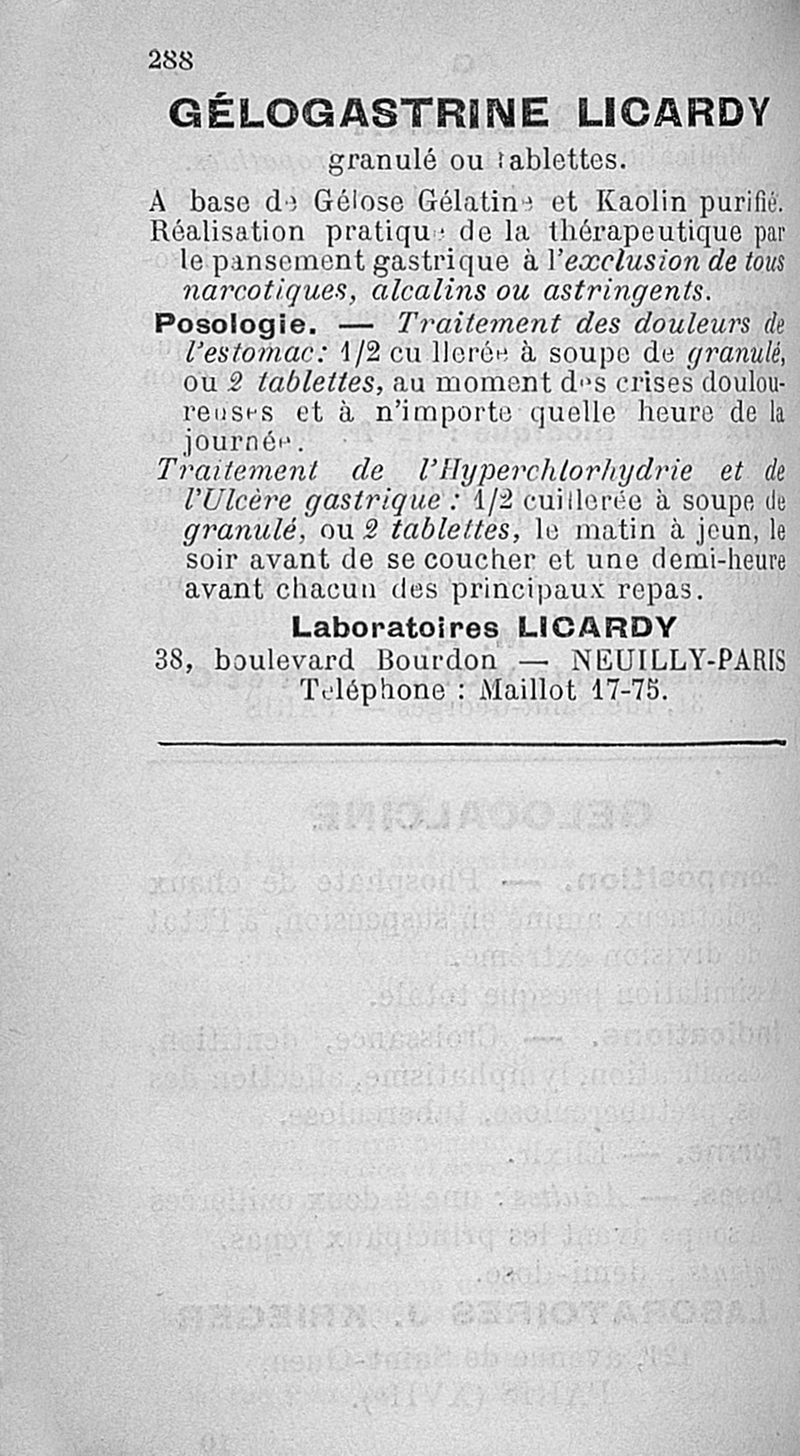 288
GÉLOGASTRINE LICARDY
granulé ou tablettes.
A base de Gélose Gélatine et Kaolin purifié.
Réalisation pratique de la thérapeutique par
le pansement gastrique à l'exclusion de tous
narcotiques, alcalins ou astringents.
Posologie. — Traitement des douleurs de
l'estomac: 1/2 cuillerée à soupe de granulé,
ou 2 tablettes, au moment des crises doulou-
reuses et à n'importe quelle heure de la
journée.
Traitement de l'Hyperchlorhydrie et de
l'Ulcère gastrique : 1/2 cuillerée à soupe de
granulé, ou 2 tablettes, le matin à jeun, le
soir avant de se coucher et une demi-heure
avant chacun des principaux repas.
Laboratoires LICARDY
38, boulevard Bourdon — NEUILLY-PARIS
Téléphone : Maillot 17-75.